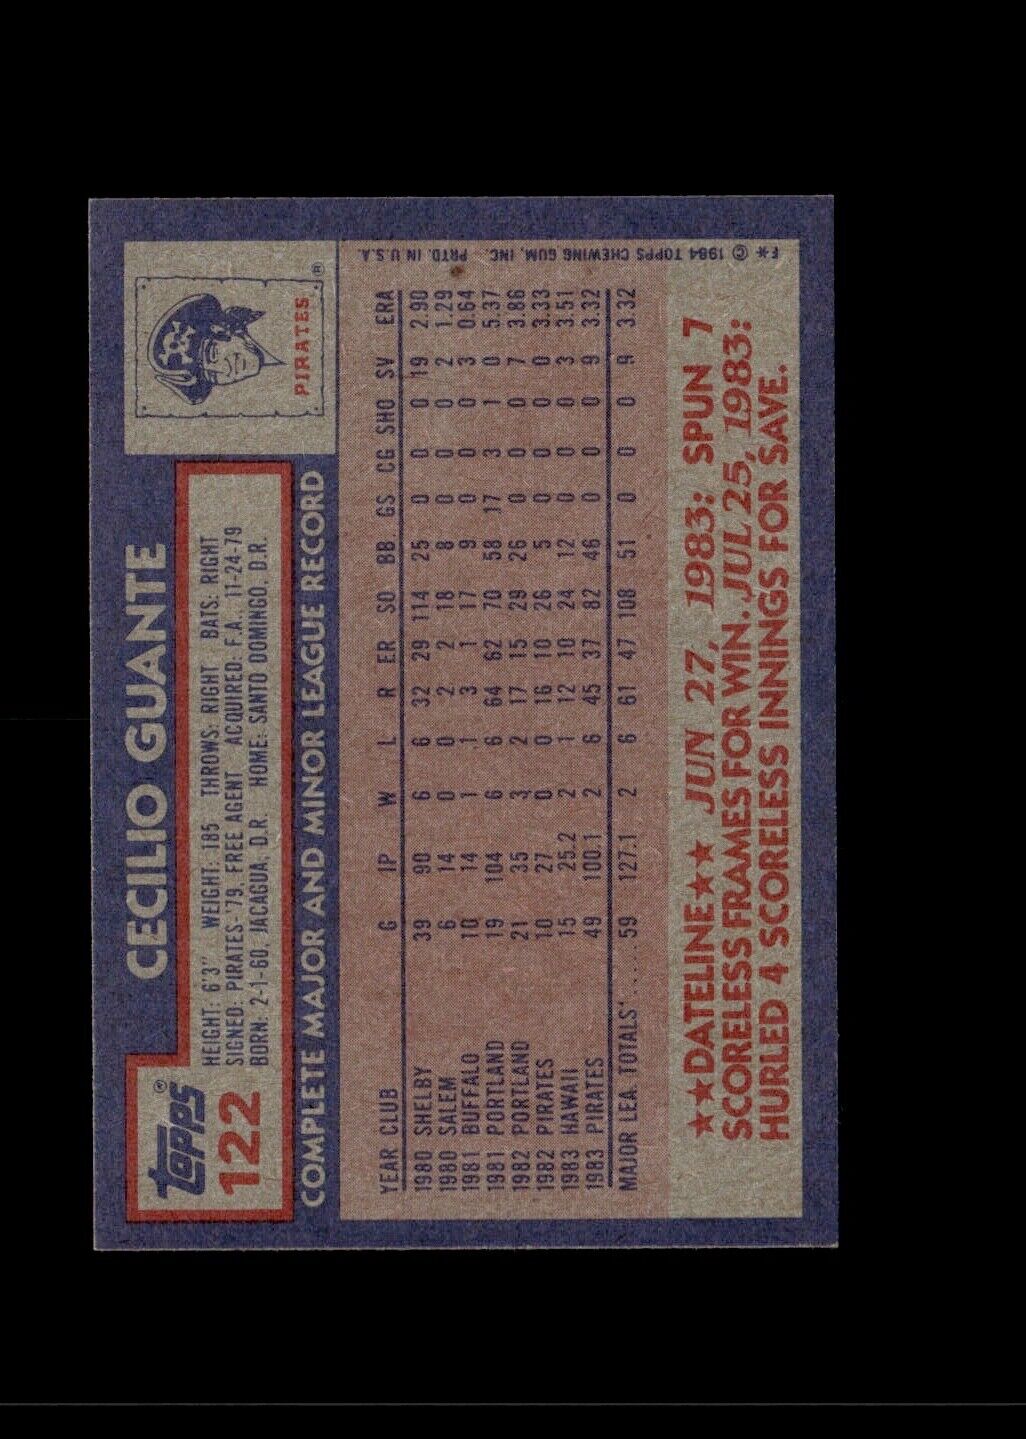 topps®
122
CECILIO GUANTE
HEIGHT: 6'3" WEIGHT: 185 THROWS: RIGHT BATS: RIGHT
SIGNED: PIRATES '79, FREE AGENT ACQUIRED: F.A., 11-24-79
BORN: 2-1-60, JACAGUA, D.R. HOME: SANTO DOMINGO, D.R.
PIRATES ®
COMPLETE MAJOR AND MINOR LEAGUE RECORD
YEAR CLUB G IP W L R ER SO BB GS CG SHO SV ERA
1980 SHELBY 39 90 6 6 32 29 114 25 0 0 0 19 2.90
1980 SALEM 6 14 0 0 2 2 18 8 0 0 0 2 1.29
1981 BUFFALO 10 14 1 1 3 1 17 9 0 0 0 3 0.64
1981 PORTLAND 19 104 6 6 64 62 70 58 17 3 1 0 5.37
1982 PORTLAND 21 35 3 2 17 15 29 26 0 0 0 7 3.86
1982 PIRATES 10 27 0 0 16 10 26 5 0 0 0 0 3.33
1983 HAWAII 15 25.2 2 1 12 10 24 12 0 0 0 3 3.51
1983 PIRATES 49 100.1 2 6 45 37 82 46 0 0 0 9 3.32
MAJOR LEA. TOTALS ..... 59 127.1 2 6 61 47 108 51 0 0 0 9 3.32
★★DATELINE★★ JUN 27, 1983: SPUN 7
SCORELESS FRAMES FOR WIN. JUL 25, 1983:
HURLED 4 SCORELESS INNINGS FOR SAVE.
F* © 1984 TOPPS CHEWING GUM, INC. PRTD. IN U.S.A.